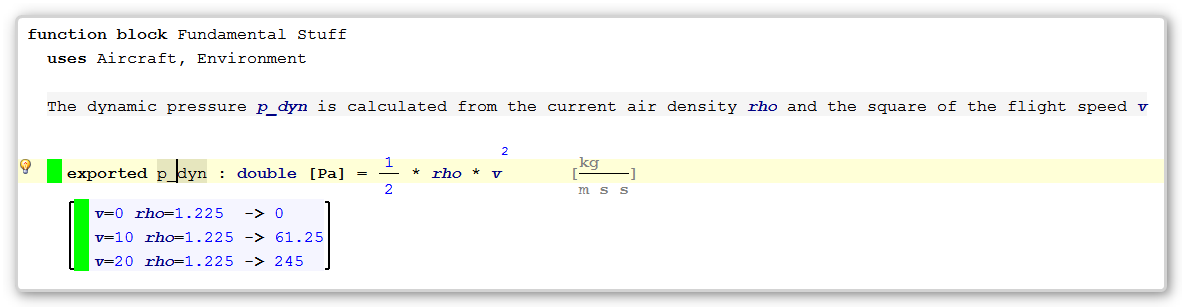 function block Fundamental Stuff
uses Aircraft, Environment
The dynamic pressure p_dyn is calculated from the current air density rho and the square of the flight speed v
exported p_dyn : double [Pa] = 1/2 * rho * v^2 [kg/m s s]
v=0 rho=1.225 -> 0
v=10 rho=1.225 -> 61.25
v=20 rho=1.225 -> 245